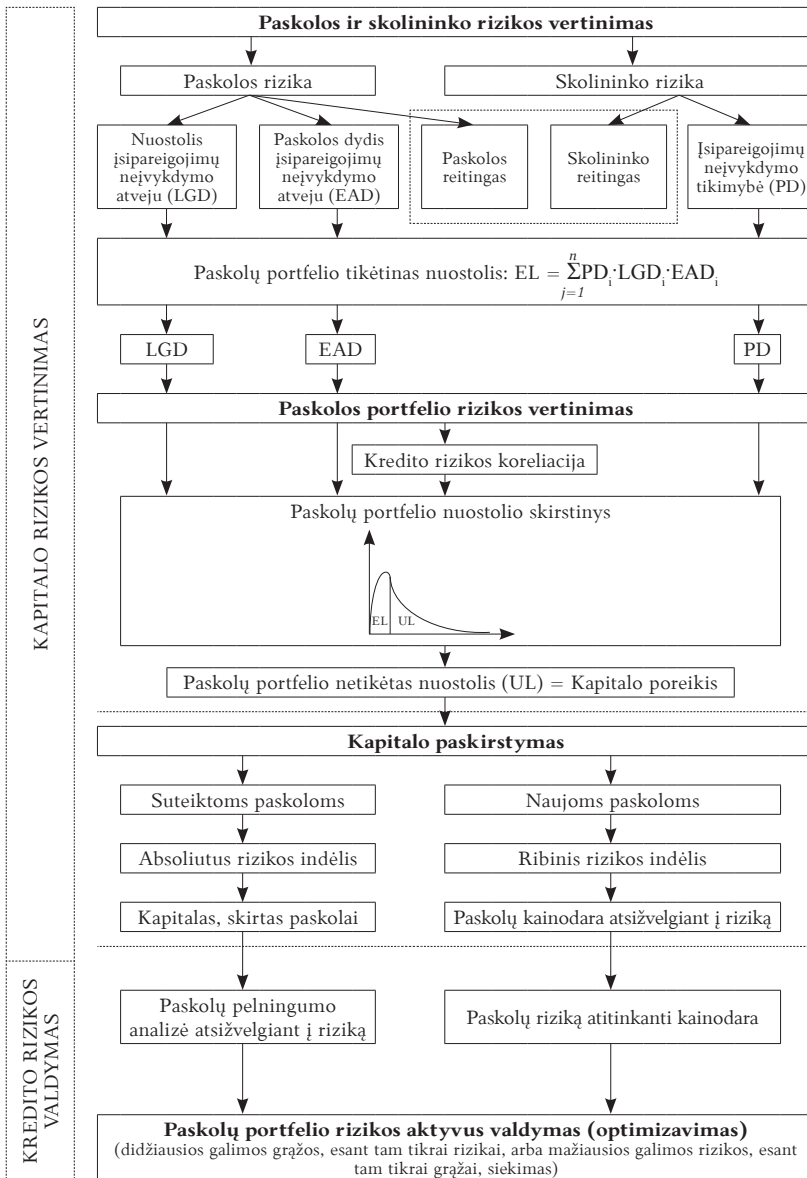 Paskolos ir skolininko rizikos vertinimas
Paskolos rizika
Skolininko rizika
Nuostolis
įsipareigojimų
neįvykdymo
atveju (LGD)
Paskolos dydis
įsipareigojimų
neįvykdymo
atveju (EAD)
Paskolos
reitingas
Skolininko
reitingas
Įsipareigojimų
neįvykdymo
tikimybė (PD)
Paskolų portfelio tikėtinas nuostolis: EL = n Σ j=1 PDi·LGDi·EADi
LGD
EAD
PD
Paskolos portfelio rizikos vertinimas
Kredito rizikos koreliacija
Paskolų portfelio nuostolio skirstinys
EL
UL
Paskolų portfelio netikėtas nuostolis (UL) = Kapitalo poreikis
Kapitalo paskirstymas
Suteiktoms paskoloms
Naujoms paskoloms
Absoliutus rizikos indėlis
Ribinis rizikos indėlis
Kapitalas, skirtas paskolai
Paskolų kainodara atsižvelgiant į riziką
Paskolų pelningumo
analizė atsižvelgiant į riziką
Paskolų riziką atitinkanti kainodara
Paskolų portfelio rizikos aktyvus valdymas (optimizavimas)
(didžiausios galimos grąžos, esant tam tikrai rizikai, arba mažiausios galimos rizikos, esant
tam tikrai grąžai, siekimas)
KAPITALO RIZIKOS VERTINIMAS
KREDITO RIZIKOS
VALDYMAS